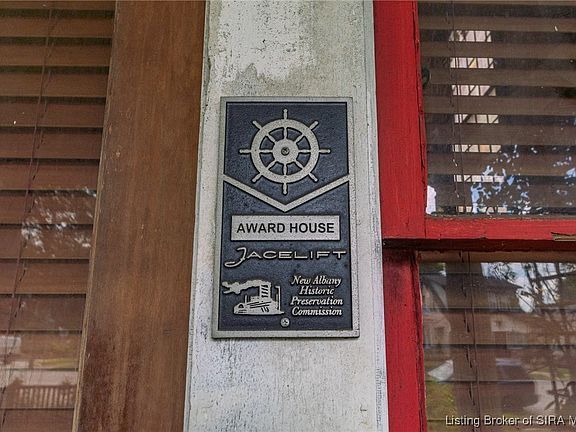 AWARD HOUSE
FACELIFT
New Albany
Historic
Preservation
Commission
Listing Broker of SIRA M